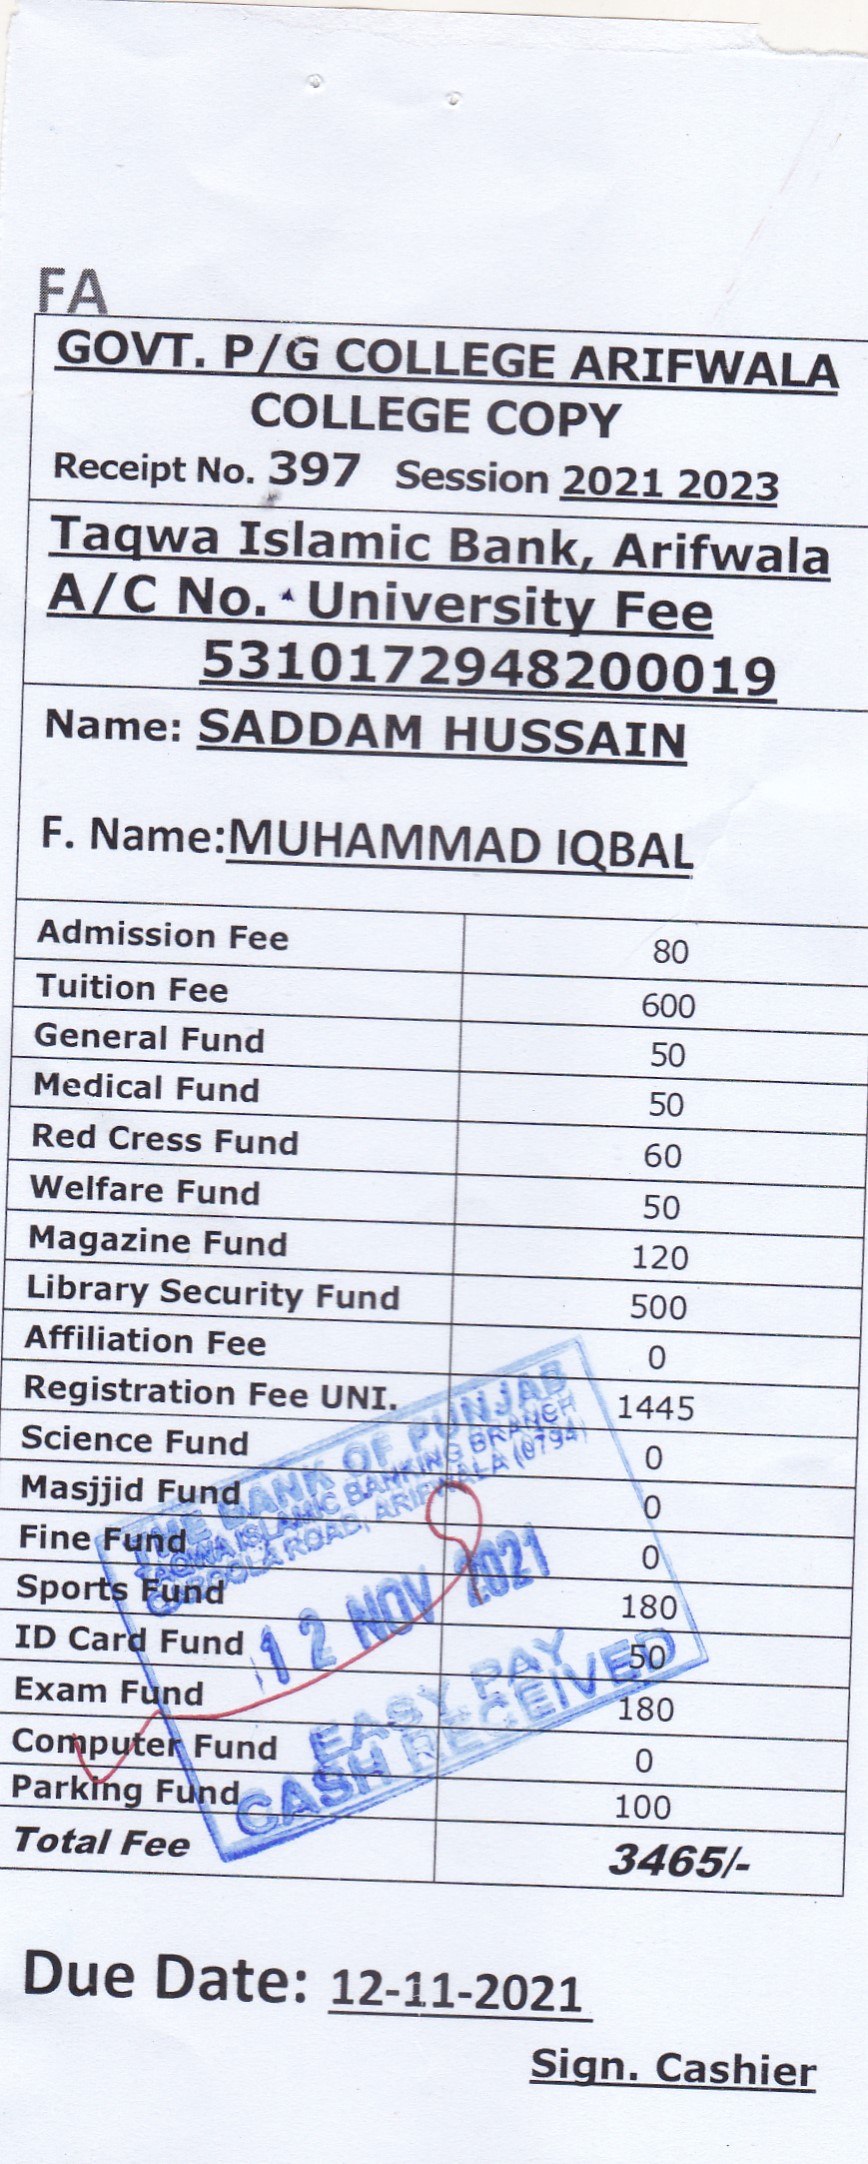 FA
GOVT. P/G COLLEGE ARIFWALA
COLLEGE COPY
Receipt No. 397 Session 2021 2023
Taqwa Islamic Bank, Arifwala
A/C No. University Fee
5310172948200019
Name: SADDAM HUSSAIN
F. Name:MUHAMMAD IQBAL
Admission Fee 80
Tuition Fee 600
General Fund 50
Medical Fund 50
Red Cress Fund 60
Welfare Fund 50
Magazine Fund 120
Library Security Fund 500
Affiliation Fee 0
Registration Fee UNI. 1445
Science Fund 0
Masjjid Fund 0
Fine Fund 0
Sports Fund 180
ID Card Fund 50
Exam Fund 180
Computer Fund 0
Parking Fund 100
Total Fee 3465/-
THE BANK OF PUNJAB
TAQWA ISLAMIC BANKING BRANCH
ROAD, ARIFWALA (0794)
12 NOV 2021
EASY PAY
CASH RECEIVED
Due Date: 12-11-2021
Sign. Cashier